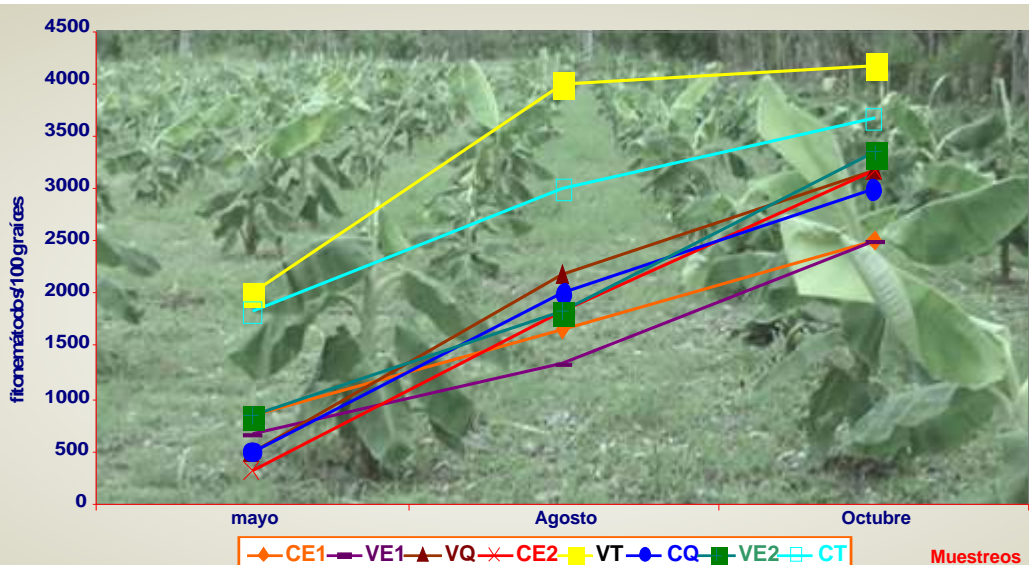 4500
4000
3500
3000
2500
2000
1500
1000
500
0
fitonemátodos/100 graíces
mayo Agosto Octubre
CE1 VE1 VQ CE2 VT CQ VE2 CT
Muestreos